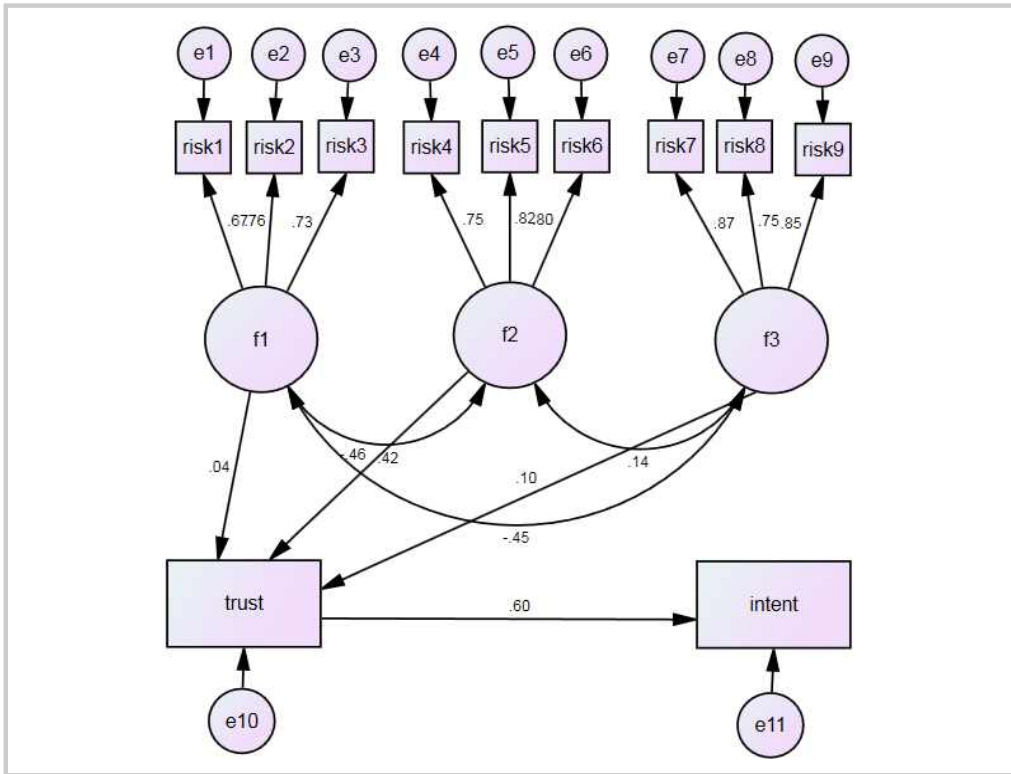 e1 e2 e3 e4 e5 e6 e7 e8 e9
risk1 risk2 risk3 risk4 risk5 risk6 risk7 risk8 risk9
.67 .76 .73 .75 .82 .80 .87 .75 .85
f1 f2 f3
.04 -.46 .42 .10 .14
-.45
trust .60 intent
e10 e11